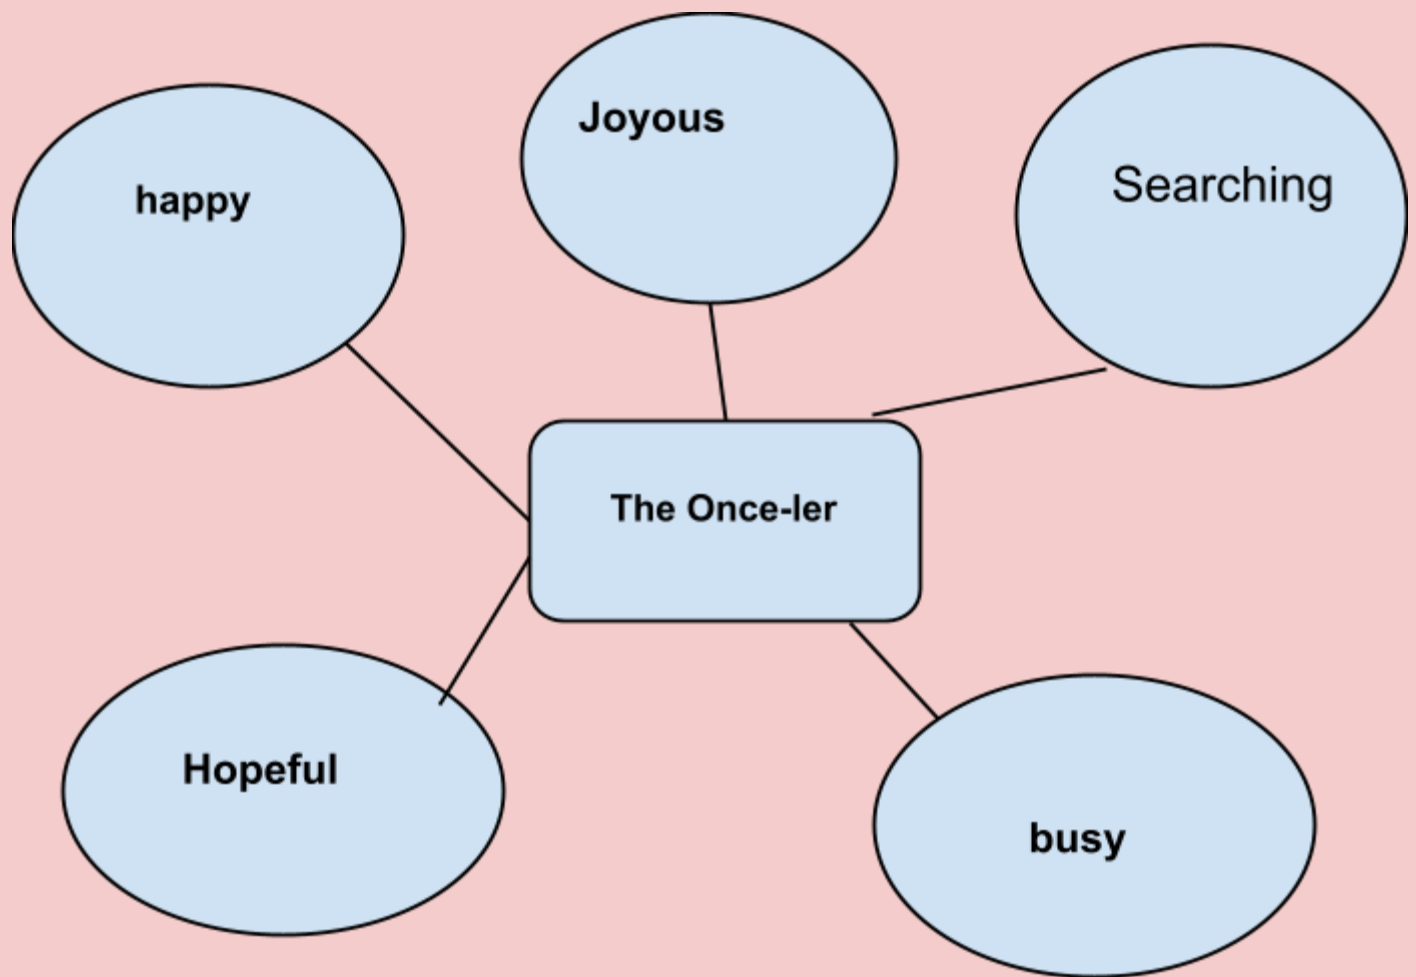 Joyous
Searching
happy
The Once-ler
Hopeful
busy